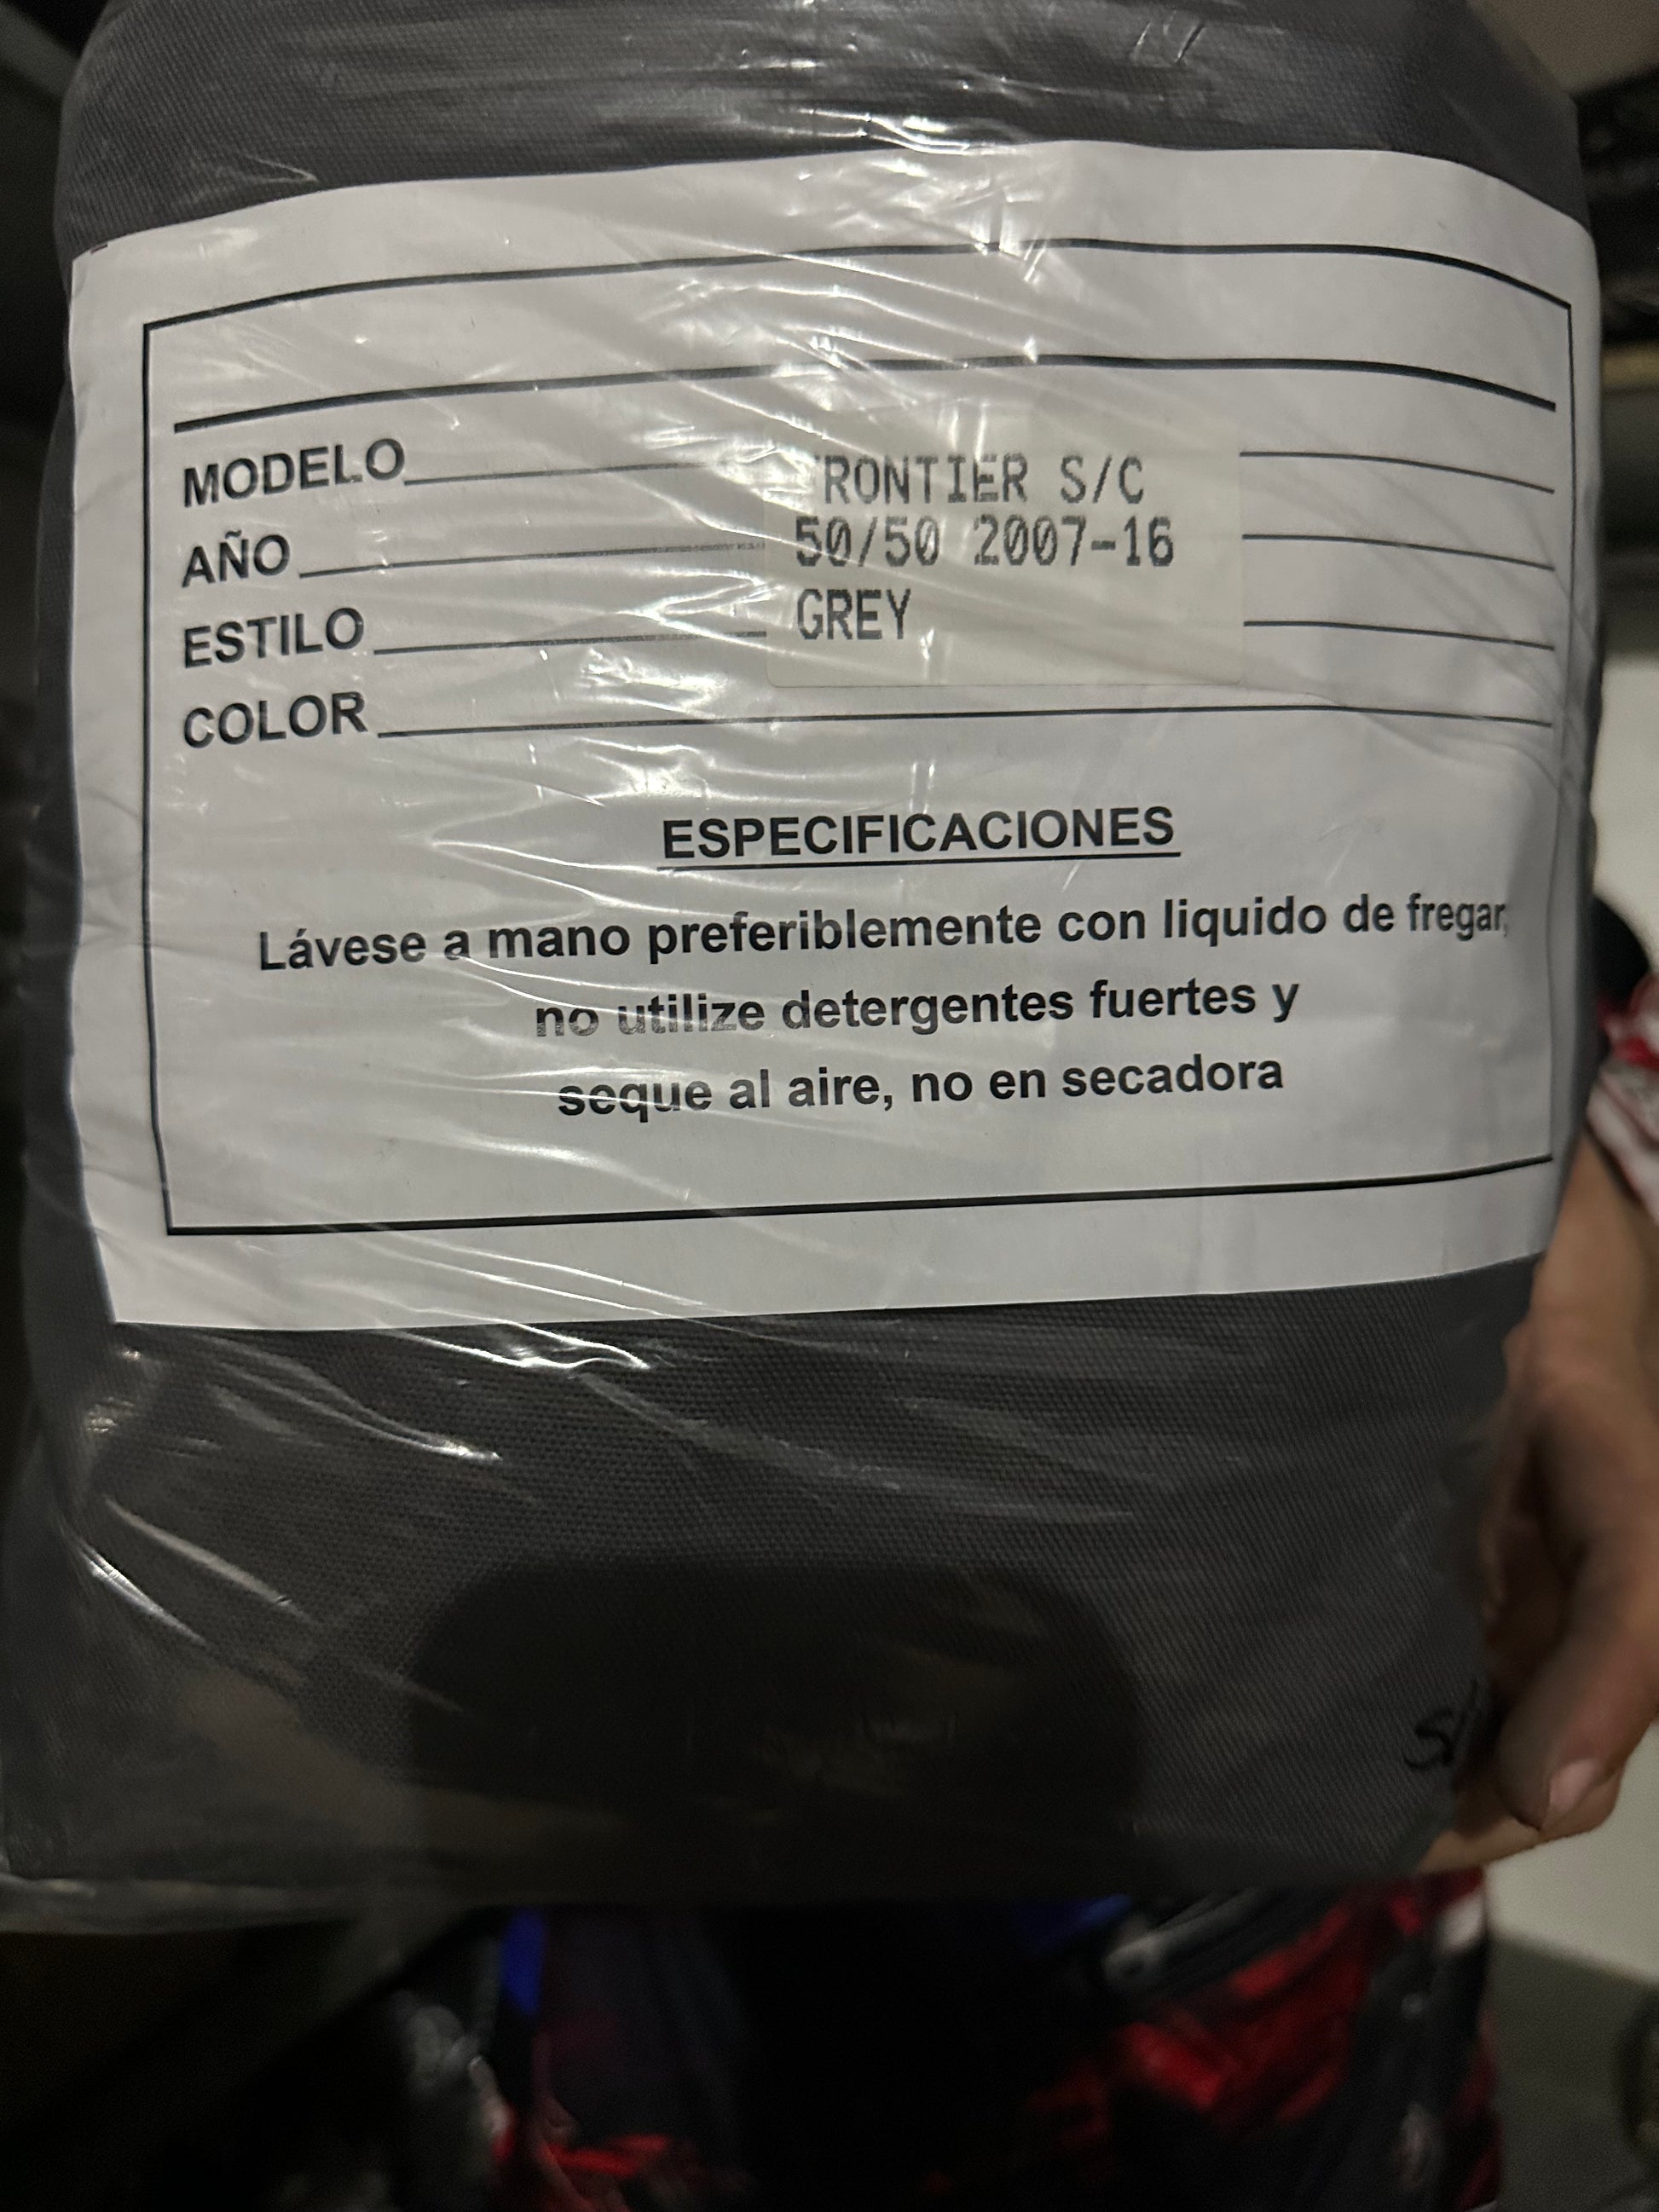 MODELO RONTIER S/C
AÑO 50/50 2007-16
ESTILO GREY
COLOR
ESPECIFICACIONES
Lávese a mano preferiblemente con liquido de fregar,
no utilize detergentes fuertes y
seque al aire, no en secadora